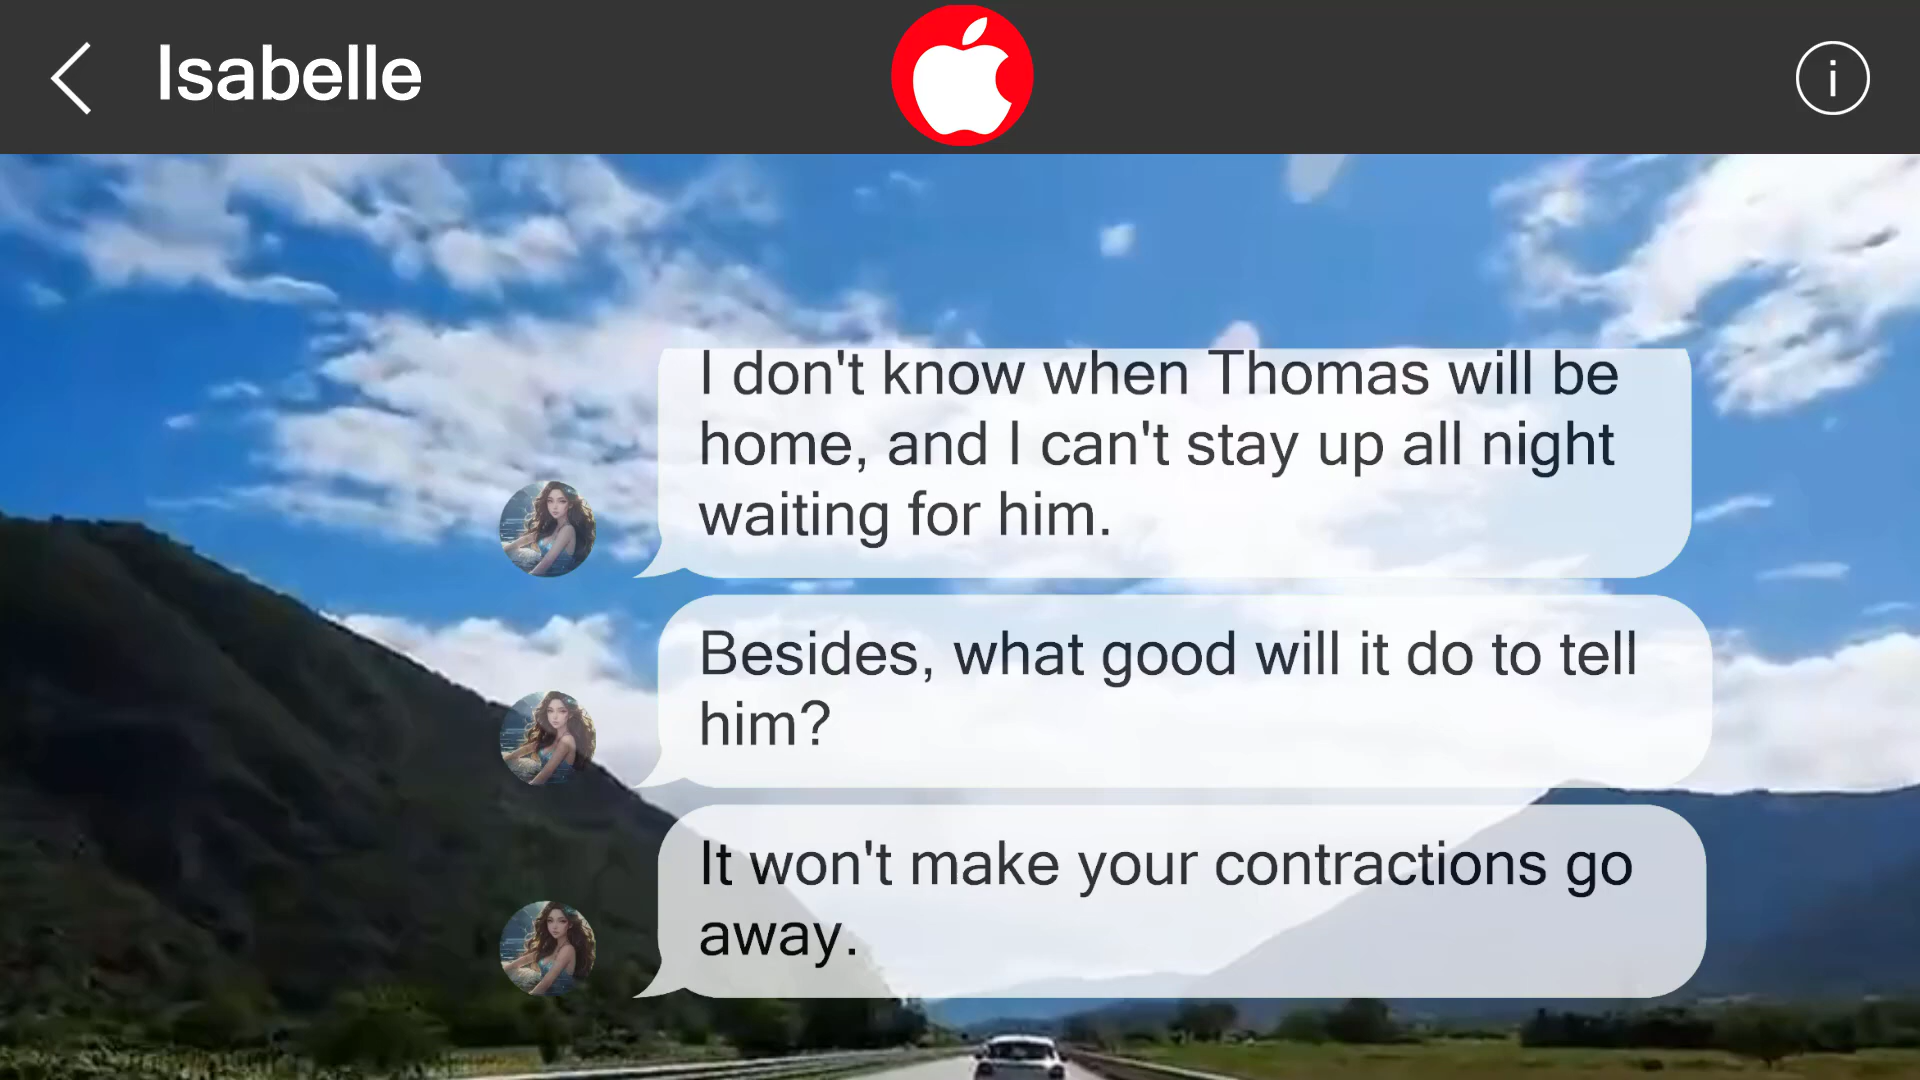 Isabelle
I don't know when Thomas will be
home, and I can't stay up all night
waiting for him.
Besides, what good will it do to tell
him?
It won't make your contractions go
away.